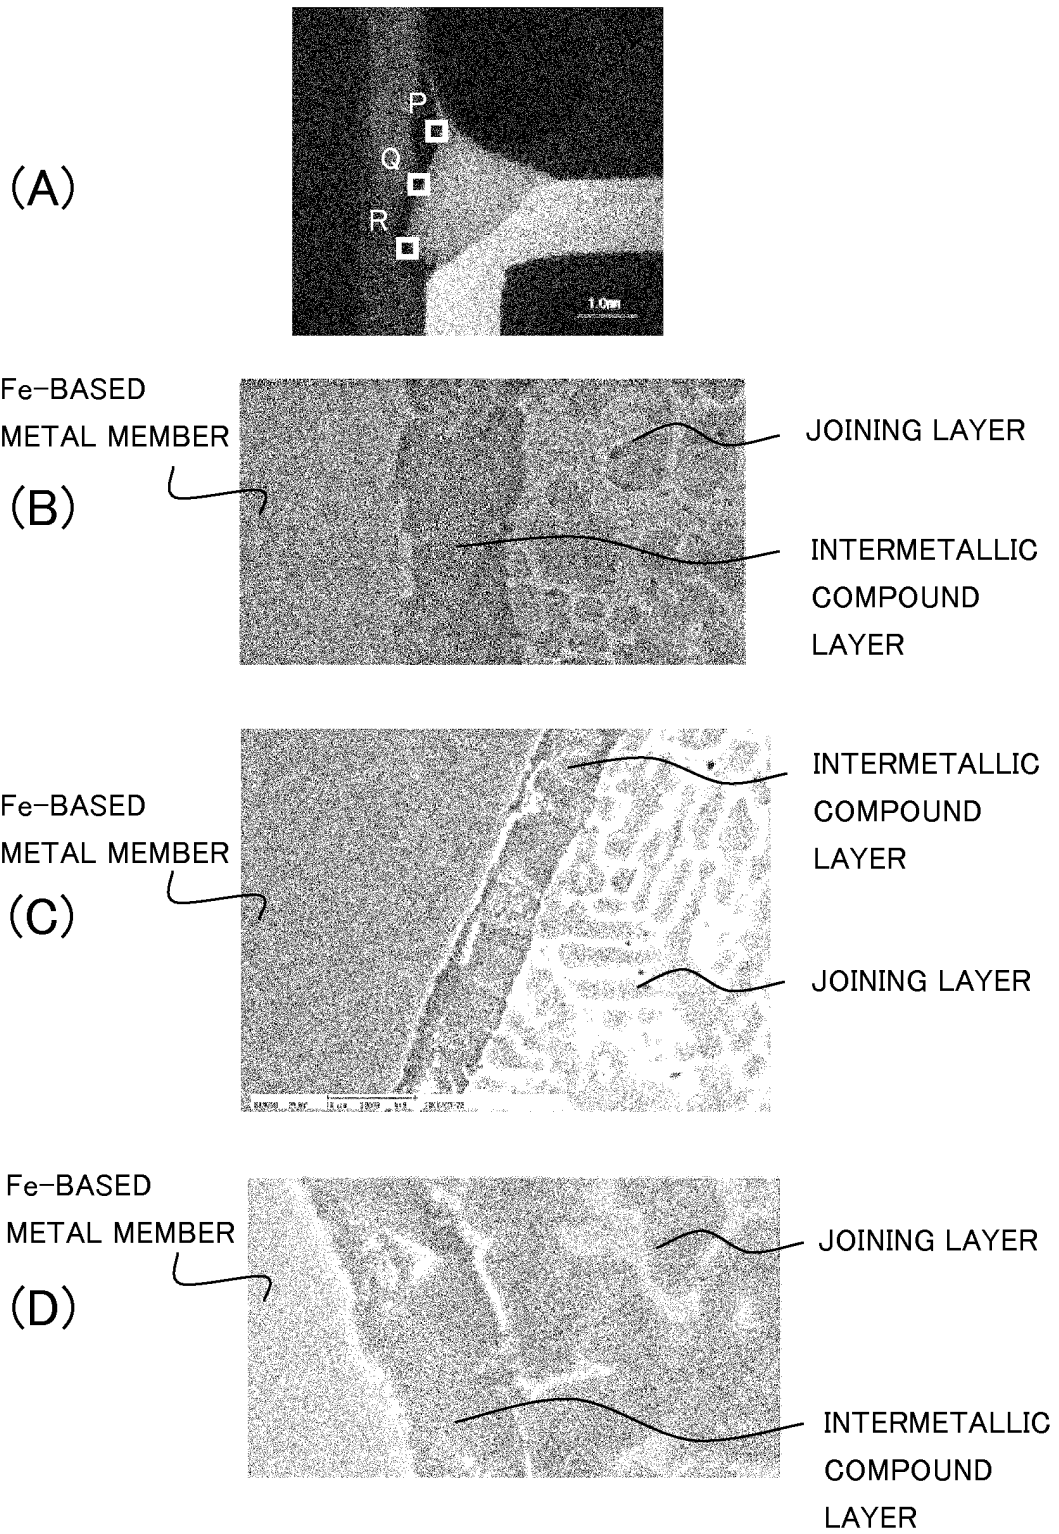 (A)
P
Q
R
1.0mm
Fe-BASED
METAL MEMBER
(B)
JOINING LAYER
INTERMETALLIC
COMPOUND
LAYER
Fe-BASED
METAL MEMBER
(C)
INTERMETALLIC
COMPOUND
LAYER
JOINING LAYER
Fe-BASED
METAL MEMBER
(D)
JOINING LAYER
INTERMETALLIC
COMPOUND
LAYER